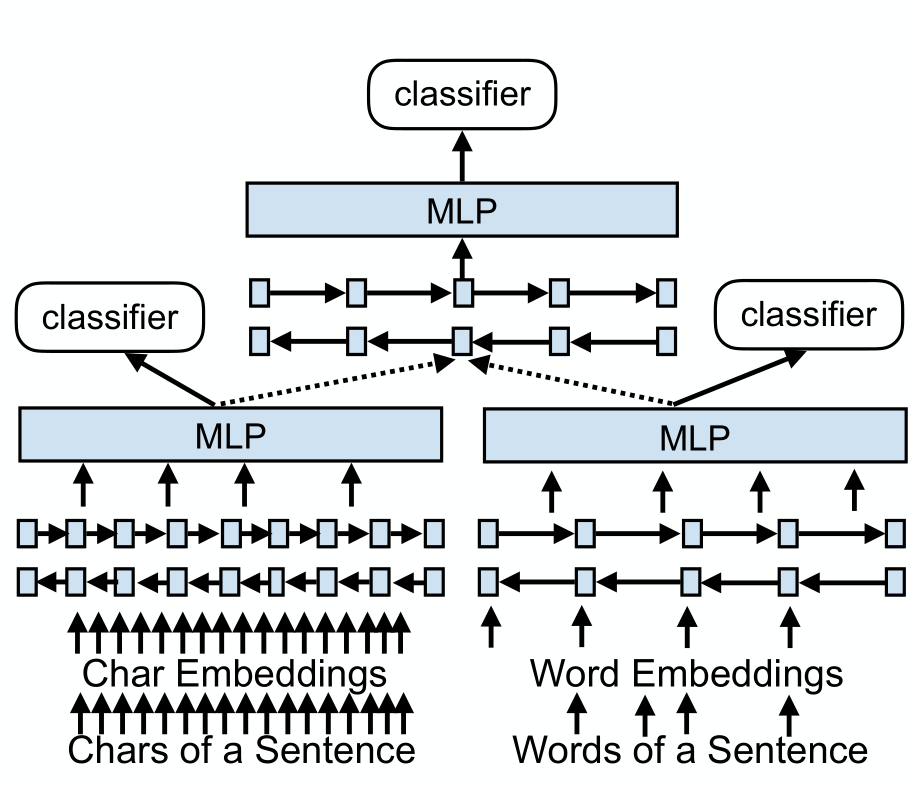 classifier
MLP
classifier
classifier
MLP
MLP
Char Embeddings
Word Embeddings
Chars of a Sentence
Words of a Sentence